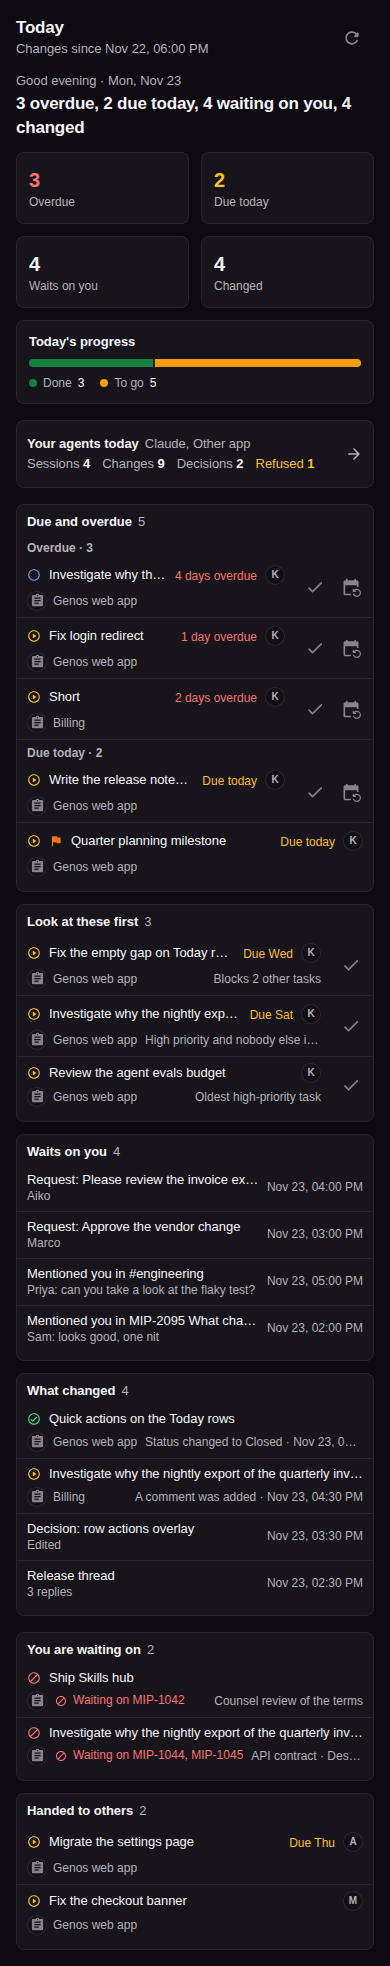 Today
Changes since Nov 22, 06:00 PM
Good evening · Mon, Nov 23
3 overdue, 2 due today, 4 waiting on you, 4
changed
3
Overdue
2
Due today
4
Waits on you
4
Changed
Today's progress
Done 3 To go 5
Your agents today Claude, Other app
Sessions 4 Changes 9 Decisions 2 Refused 1
Due and overdue 5
Overdue · 3
Investigate why th… 4 days overdue K
Genos web app
Fix login redirect 1 day overdue K
Genos web app
Short 2 days overdue K
Billing
Due today · 2
Write the release note… Due today K
Genos web app
Quarter planning milestone Due today K
Genos web app
Look at these first 3
Fix the empty gap on Today r… Due Wed K
Genos web app Blocks 2 other tasks
Investigate why the nightly exp… Due Sat K
Genos web app High priority and nobody else i…
Review the agent evals budget K
Genos web app Oldest high-priority task
Waits on you 4
Request: Please review the invoice ex… Nov 23, 04:00 PM
Aiko
Request: Approve the vendor change Nov 23, 03:00 PM
Marco
Mentioned you in #engineering Nov 23, 05:00 PM
Priya: can you take a look at the flaky test?
Mentioned you in MIP-2095 What cha… Nov 23, 02:00 PM
Sam: looks good, one nit
What changed 4
Quick actions on the Today rows
Genos web app Status changed to Closed · Nov 23, 0…
Investigate why the nightly export of the quarterly inv…
Billing A comment was added · Nov 23, 04:30 PM
Decision: row actions overlay Nov 23, 03:30 PM
Edited
Release thread Nov 23, 02:30 PM
3 replies
You are waiting on 2
Ship Skills hub
Waiting on MIP-1042 Counsel review of the terms
Investigate why the nightly export of the quarterly inv…
Waiting on MIP-1044, MIP-1045 API contract · Des…
Handed to others 2
Migrate the settings page Due Thu A
Genos web app
Fix the checkout banner M
Genos web app